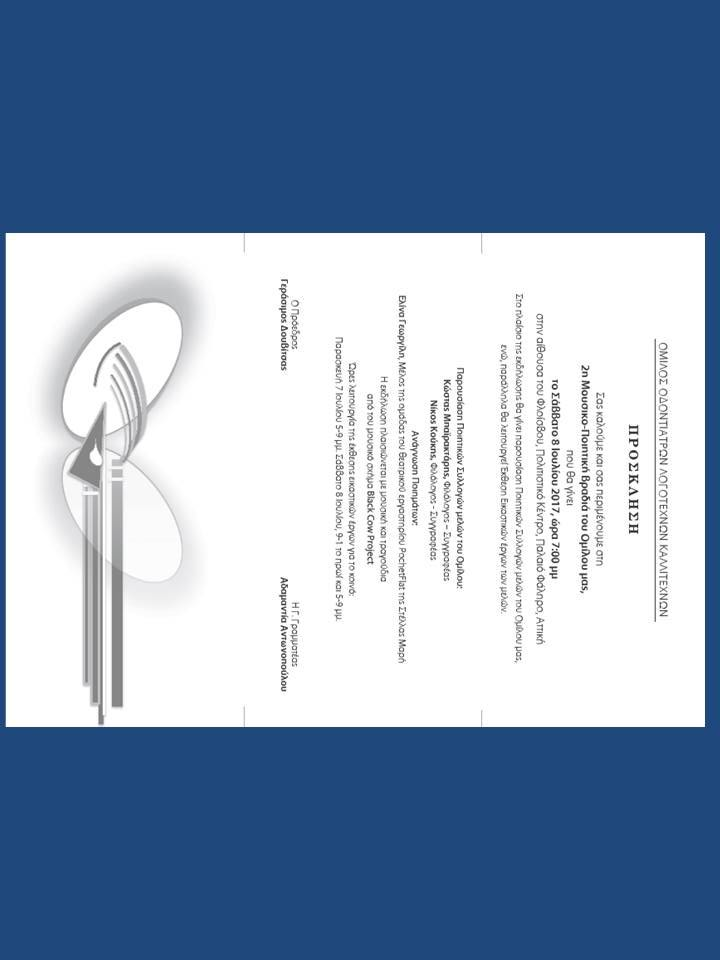 ΟΜΙΛΟΣ ΟΔΟΝΤΙΑΤΡΩΝ ΛΟΓΟΤΕΧΝΩΝ ΚΑΛΛΙΤΕΧΝΩΝ
ΠΡΟΣΚΛΗΣΗ
Σας καλούμε και σας περιμένουμε στη
2η Μουσικο-Ποιητική Βραδιά του Ομίλου μας,
που θα γίνει
το Σάββατο 8 Ιουλίου 2017, ώρα 7:00 μμ
στην αίθουσα του Φλοίσβου, Πολιτιστικό Κέντρο, Παλαιό Φάληρο, Αττική
Στο πλαίσιο της εκδήλωσης θα γίνει παρουσίαση Ποιητικών Συλλογών μελών του Ομίλου μας,
ενώ, παράλληλα θα λειτουργεί Έκθεση Εικαστικών έργων των μελών.
Παρουσίαση Ποιητικών Συλλογών μελών του Ομίλου:
Κώστας Μπαϊρακτάρης, Φιλόλογος – Συγγραφέας
Νίκος Κούκης, Φιλόλογος - Συγγραφέας
Ανάγνωση Ποιημάτων:
Ελίνα Γεωργίλη, Μέλος της ομάδας του θεατρικού εργαστηρίου PocketFlat της Στέλλας Μαρή
Η εκδήλωση πλαισιώνεται με μουσική και τραγούδια
από του μουσικό σχήμα Black Cow Project
Ώρες λειτουργία της έκθεσης εικαστικών έργων για το κοινό:
Παρασκευή 7 Ιουλίου 5-9 μμ. Σάββατο 8 Ιουλίου, 9-1 το πρωί και 5-9 μμ.
Ο Πρόεδρος
Γεράσιμος Δουβίτσας
Η Γ. Γραμματέας
Αδαμαντία Αντωνοπούλου